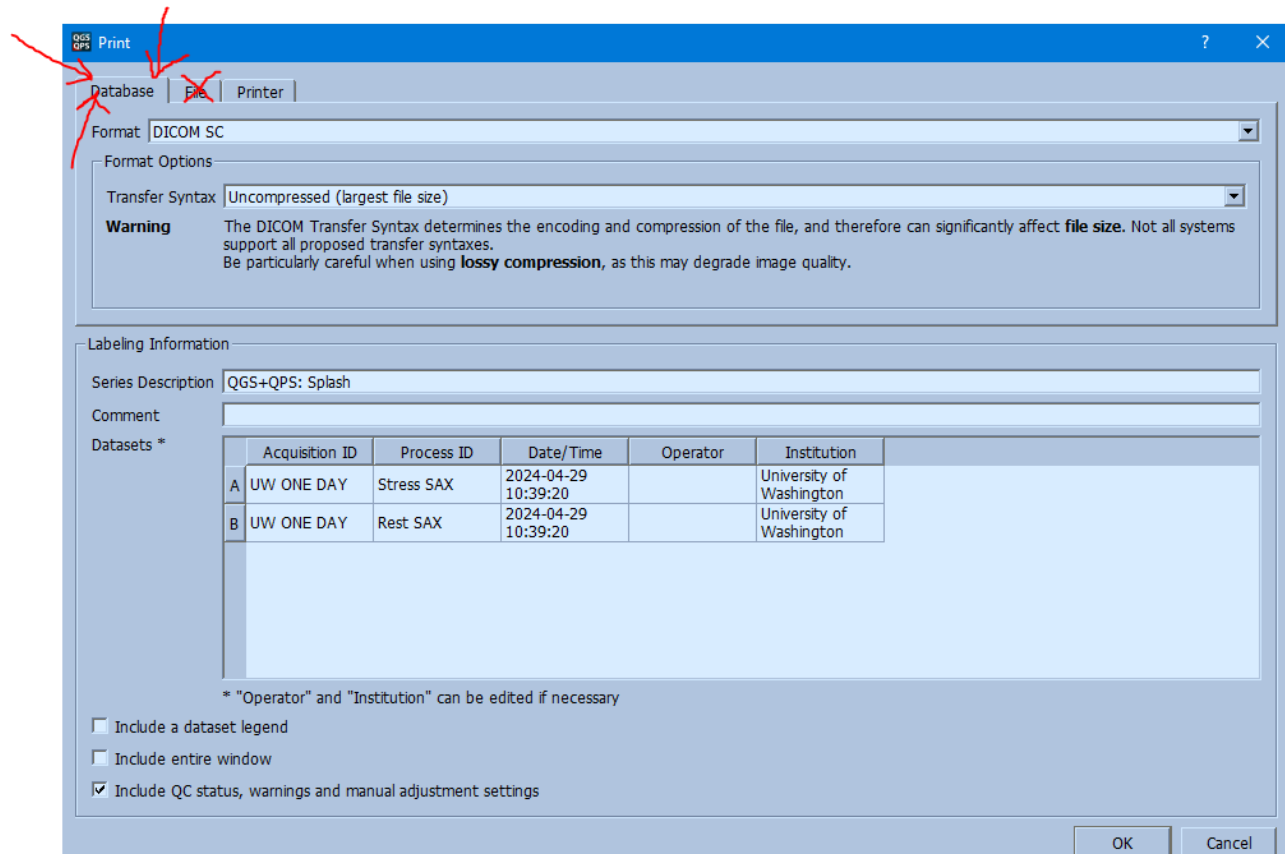 QGS QPS Print ?
Database File Printer
Format DICOM SC
Format Options
Transfer Syntax Uncompressed (largest file size)
Warning The DICOM Transfer Syntax determines the encoding and compression of the file, and therefore can significantly affect file size. Not all systems
support all proposed transfer syntaxes.
Be particularly careful when using lossy compression, as this may degrade image quality.
Labeling Information
Series Description QGS+QPS: Splash
Comment
Datasets *
Acquisition ID Process ID Date/Time Operator Institution
A UW ONE DAY Stress SAX 2024-04-29 10:39:20 University of Washington
B UW ONE DAY Rest SAX 2024-04-29 10:39:20 University of Washington
* "Operator" and "Institution" can be edited if necessary
Include a dataset legend
Include entire window
Include QC status, warnings and manual adjustment settings
OK Cancel